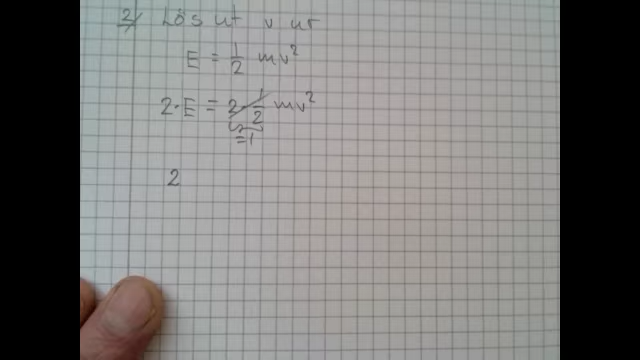 2/ Lös ut v ur
E = 1/2 mv²
2·E = 2·1/2 mv²
=1
2